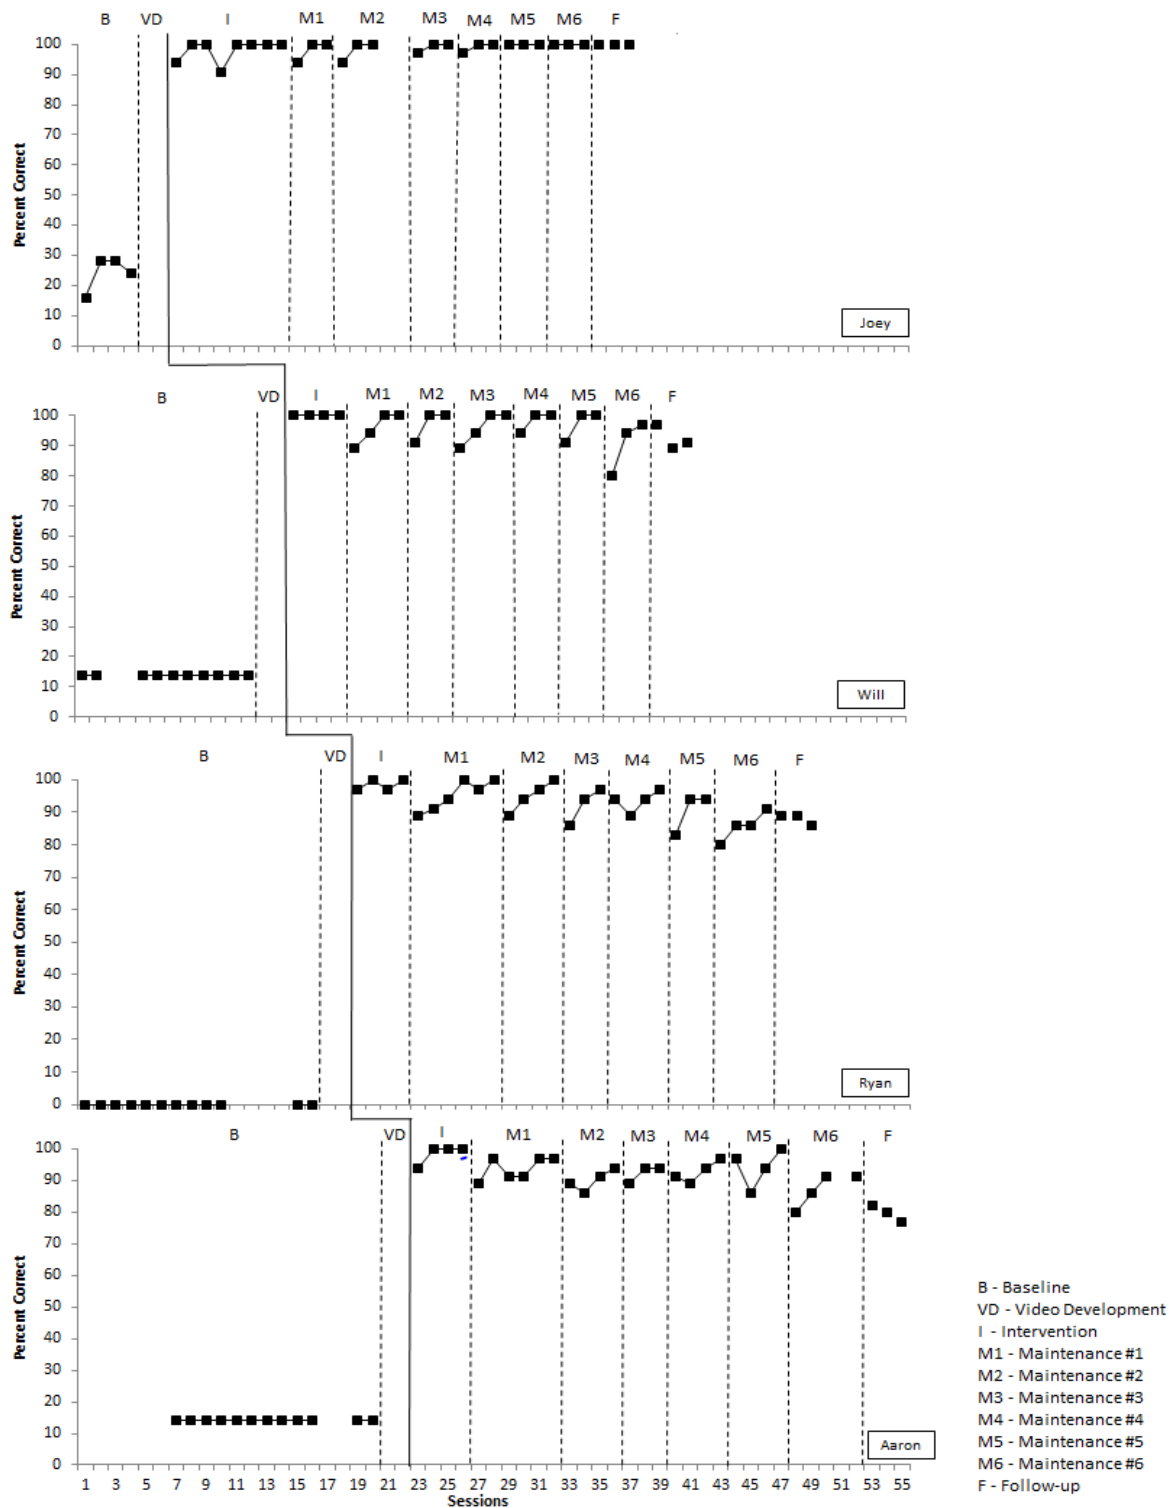 B VD I M1 M2 M3 M4 M5 M6 F
100
90
80
70
60
50
40
30
20
10
0
Percent Correct
Joey
B VD I M1 M2 M3 M4 M5 M6 F
100
90
80
70
60
50
40
30
20
10
0
Percent Correct
Will
B VD I M1 M2 M3 M4 M5 M6 F
100
90
80
70
60
50
40
30
20
10
0
Percent Correct
Ryan
B VD I M1 M2 M3 M4 M5 M6 F
100
90
80
70
60
50
40
30
20
10
0
Percent Correct
Aaron
1 3 5 7 9 11 13 15 17 19 21 23 25 27 29 31 33 35 37 39 41 43 45 47 49 51 53 55
Sessions
B - Baseline
VD - Video Development
I - Intervention
M1 - Maintenance #1
M2 - Maintenance #2
M3 - Maintenance #3
M4 - Maintenance #4
M5 - Maintenance #5
M6 - Maintenance #6
F - Follow-up